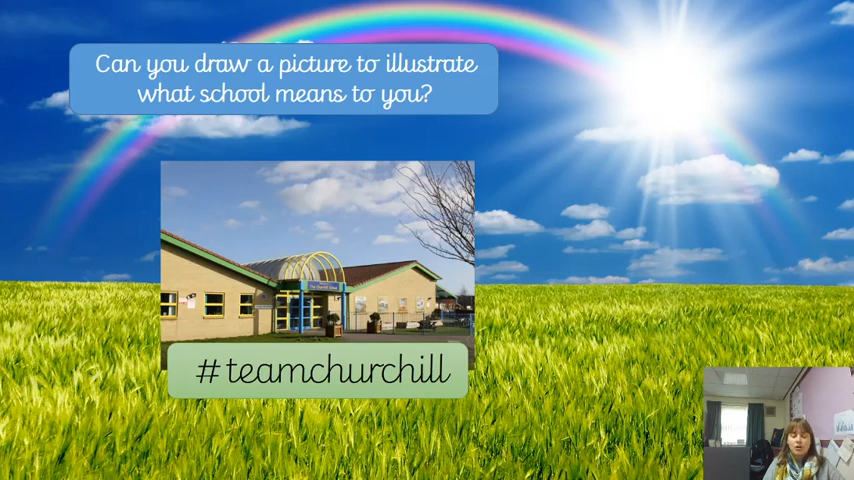 Can you draw a picture to illustrate
what school means to you?
#teamchurchill